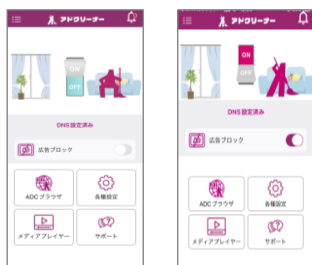 アドクリーナー
ON
OFF
DNS設定済み
広告ブロック
ADCブラウザ
各種設定
メディアプレイヤー
サポート
アドクリーナー
ON
OFF
DNS設定済み
広告ブロック
ADCブラウザ
各種設定
メディアプレイヤー
サポート